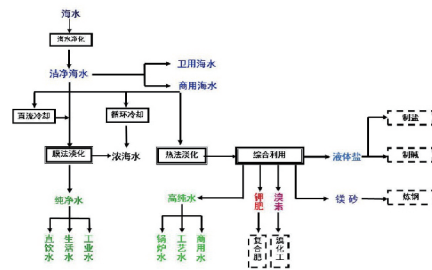 海水
海水净化
洁净海水
卫用海水
商用海水
直流冷却
循环冷却
膜法淡化
浓海水
热法淡化
综合利用
液体盐
制盐
制碱
纯净水
高纯水
钾肥
溴素
镁砂
炼钢
直饮水
生活水
工业水
锅炉水
工艺水
商用水
复合肥
溴化工